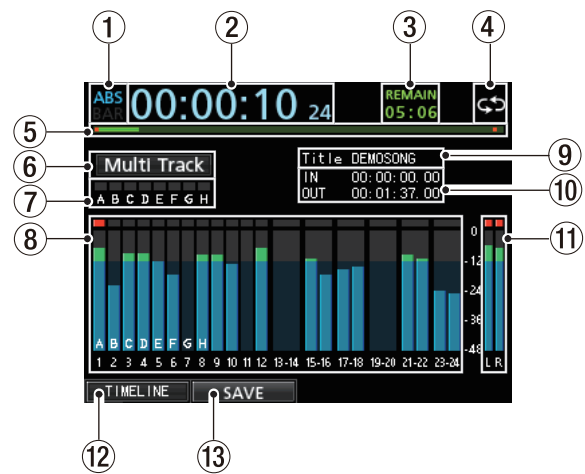 1 2 3 4
ABS 00:00:10 24 REMAIN
BAR 05:06
5
6 Multi Track Title DEMOSONG 9
IN 00:00:00.00
OUT 00:01:37.00 10
7 A B C D E F G H
8 0 11
-12
-24
-36
-48
A B C D E F G H
1 2 3 4 5 6 7 8 9 10 11 12 13-14 15-16 17-18 19-20 21-22 23-24 L R
TIMELINE SAVE
12 13